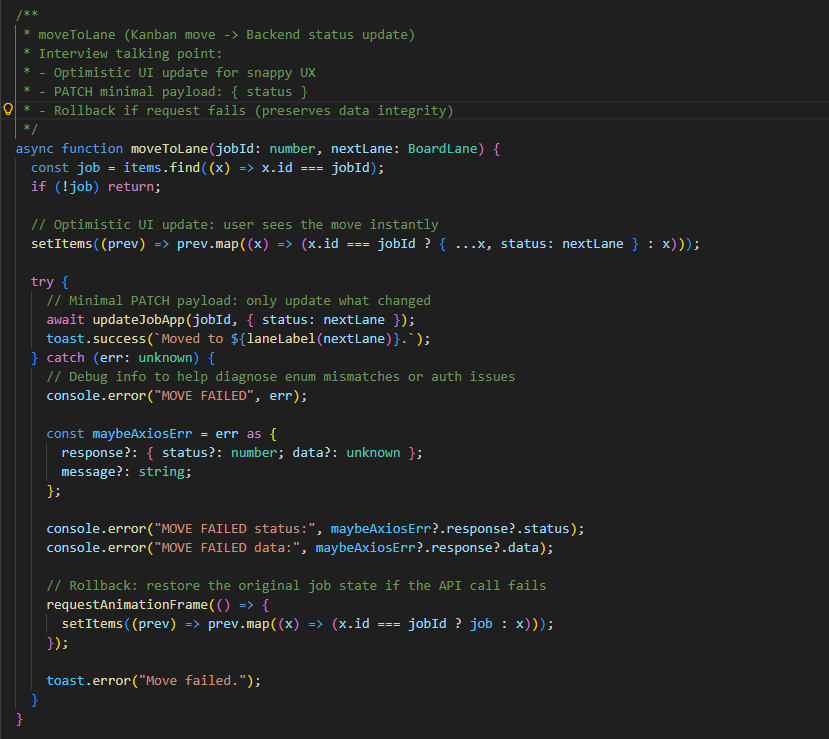 /**
 * moveToLane (Kanban move -> Backend status update)
 * Interview talking point:
 * - Optimistic UI update for snappy UX
 * - PATCH minimal payload: { status }
 * - Rollback if request fails (preserves data integrity)
 */
async function moveToLane(jobId: number, nextLane: BoardLane) {
  const job = items.find((x) => x.id === jobId);
  if (!job) return;

  // Optimistic UI update: user sees the move instantly
  setItems((prev) => prev.map((x) => (x.id === jobId ? { ...x, status: nextLane } : x)));

  try {
    // Minimal PATCH payload: only update what changed
    await updateJobApp(jobId, { status: nextLane });
    toast.success(`Moved to ${laneLabel(nextLane)}.`);
  } catch (err: unknown) {
    // Debug info to help diagnose enum mismatches or auth issues
    console.error("MOVE FAILED", err);

    const maybeAxiosErr = err as {
      response?: { status?: number; data?: unknown };
      message?: string;
    };

    console.error("MOVE FAILED status:", maybeAxiosErr?.response?.status);
    console.error("MOVE FAILED data:", maybeAxiosErr?.response?.data);

    // Rollback: restore the original job state if the API call fails
    requestAnimationFrame(() => {
      setItems((prev) => prev.map((x) => (x.id === jobId ? job : x)));
    });

    toast.error("Move failed.");
  }
}